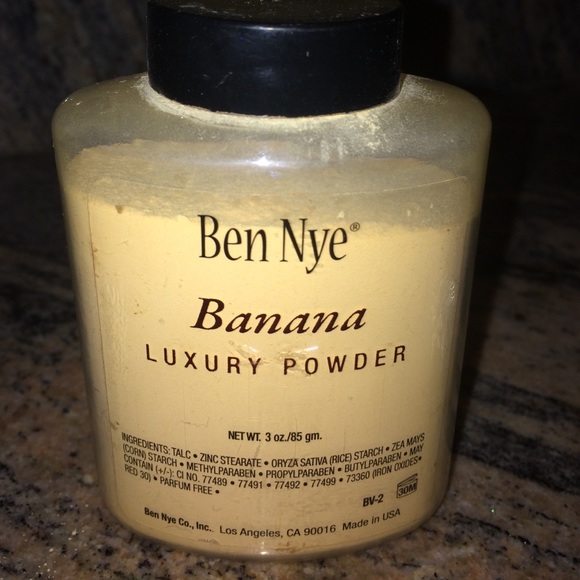 Ben Nye®
Banana
LUXURY POWDER
NET WT. 3 oz./85 gm.
INGREDIENTS: TALC • ZINC STEARATE • ORYZA SATIVA (RICE) STARCH • ZEA MAYS
(CORN) STARCH • METHYLPARABEN • PROPYLPARABEN • BUTYLPARABEN • MAY
CONTAIN (+/-): CI NO. 77489 • 77491 • 77492 • 77499 • 73360 (IRON OXIDES•
RED 30) • PARFUM FREE •
BV-2
30M
Ben Nye Co., Inc. Los Angeles, CA 90016 Made in USA